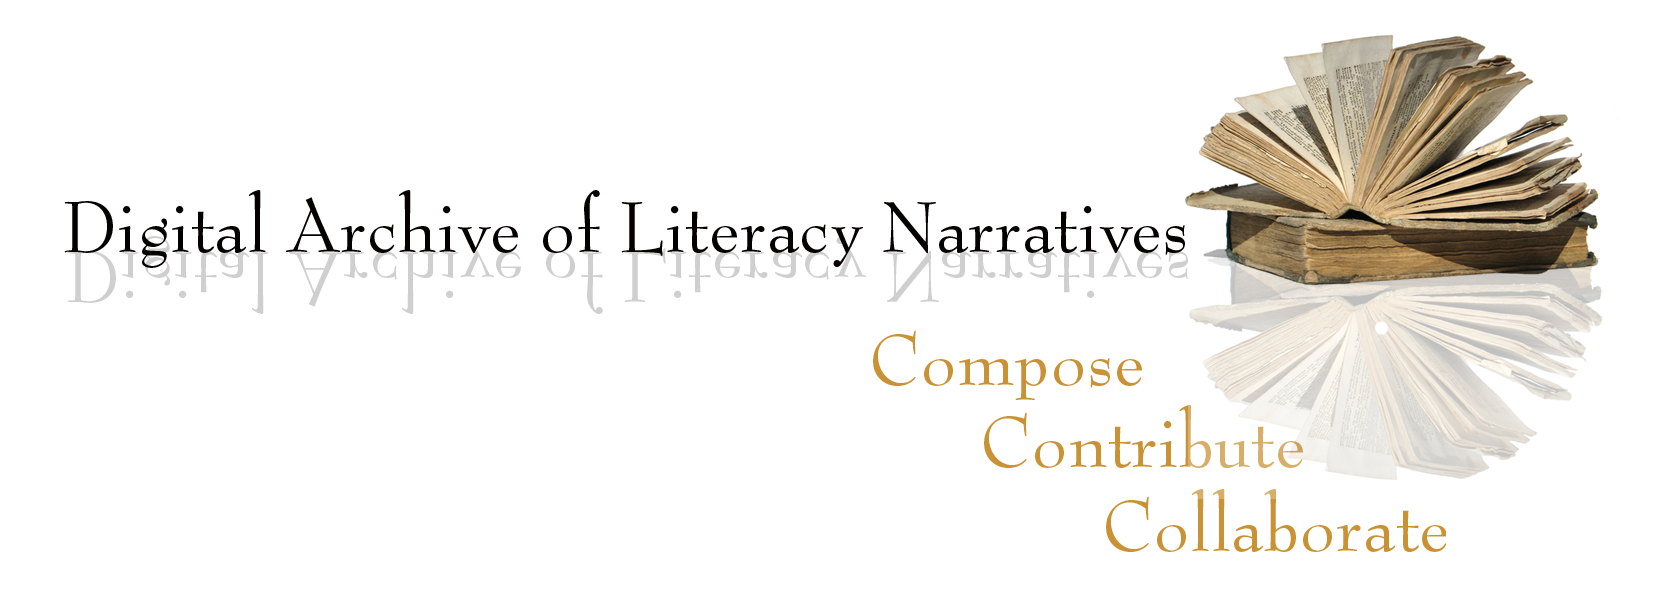 Digital Archive of Literacy Narratives
Compose
Contribute
Collaborate